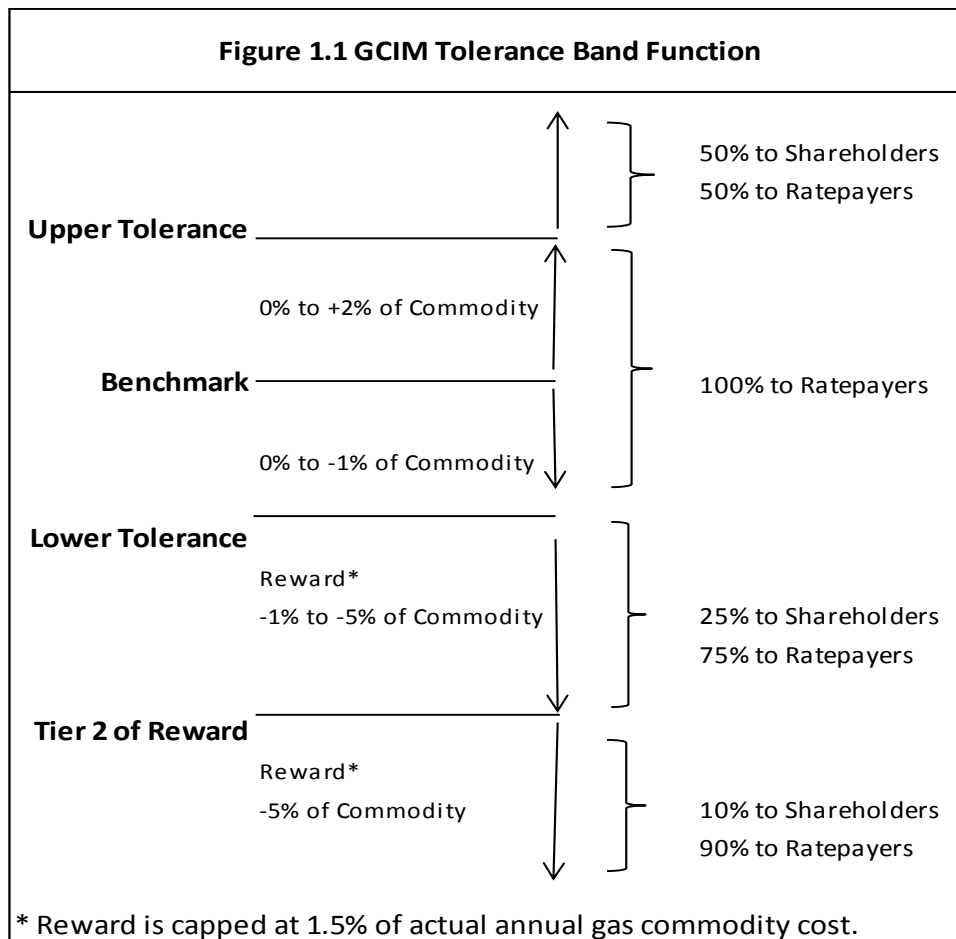 Figure 1.1 GCIM Tolerance Band Function
50% to Shareholders
50% to Ratepayers
Upper Tolerance
0% to +2% of Commodity
Benchmark
100% to Ratepayers
0% to -1% of Commodity
Lower Tolerance
Reward*
-1% to -5% of Commodity
25% to Shareholders
75% to Ratepayers
Tier 2 of Reward
Reward*
-5% of Commodity
10% to Shareholders
90% to Ratepayers
* Reward is capped at 1.5% of actual annual gas commodity cost.